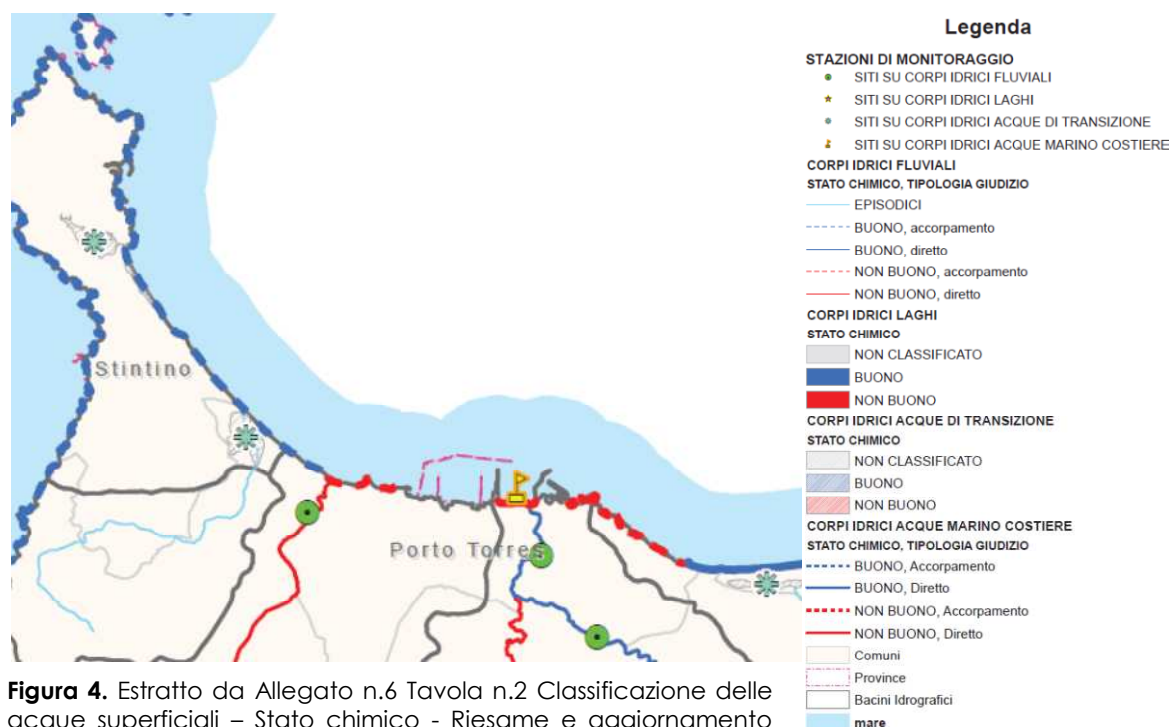 Stintino
Porto Torres
Legenda
STAZIONI DI MONITORAGGIO
SITI SU CORPI IDRICI FLUVIALI
SITI SU CORPI IDRICI LAGHI
SITI SU CORPI IDRICI ACQUE DI TRANSIZIONE
SITI SU CORPI IDRICI ACQUE MARINO COSTIERE
CORPI IDRICI FLUVIALI
STATO CHIMICO, TIPOLOGIA GIUDIZIO
EPISODICI
BUONO, accorpamento
BUONO, diretto
NON BUONO, accorpamento
NON BUONO, diretto
CORPI IDRICI LAGHI
STATO CHIMICO
NON CLASSIFICATO
BUONO
NON BUONO
CORPI IDRICI ACQUE DI TRANSIZIONE
STATO CHIMICO
NON CLASSIFICATO
BUONO
NON BUONO
CORPI IDRICI ACQUE MARINO COSTIERE
STATO CHIMICO, TIPOLOGIA GIUDIZIO
BUONO, Accorpamento
BUONO, Diretto
NON BUONO, Accorpamento
NON BUONO, Diretto
Comuni
Province
Bacini Idrografici
mare
Figura 4. Estratto da Allegato n.6 Tavola n.2 Classificazione delle
acque superficiali – Stato chimico - Riesame e aggiornamento